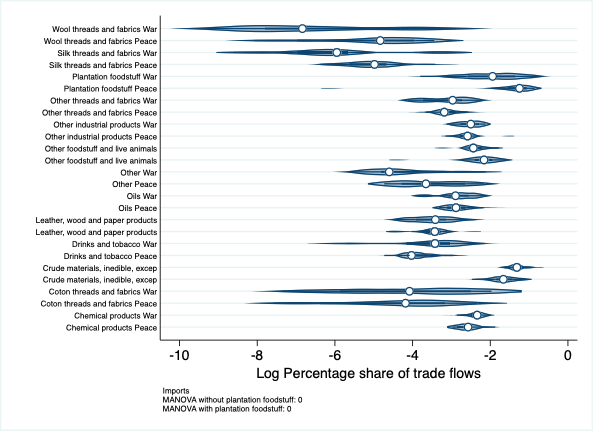 Wool threads and fabrics War
Wool threads and fabrics Peace
Silk threads and fabrics War
Silk threads and fabrics Peace
Plantation foodstuff War
Plantation foodstuff Peace
Other threads and fabrics War
Other threads and fabrics Peace
Other industrial products War
Other industrial products Peace
Other foodstuff and live animals
Other foodstuff and live animals
Other War
Other Peace
Oils War
Oils Peace
Leather, wood and paper products
Leather, wood and paper products
Drinks and tobacco War
Drinks and tobacco Peace
Crude materials, inedible, excep
Crude materials, inedible, excep
Coton threads and fabrics War
Coton threads and fabrics Peace
Chemical products War
Chemical products Peace
-10 -8 -6 -4 -2 0
Log Percentage share of trade flows
Imports
MANOVA without plantation foodstuff: 0
MANOVA with plantation foodstuff: 0